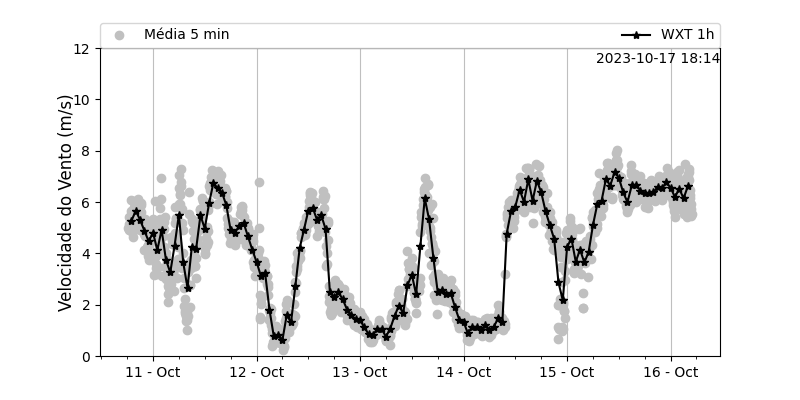 Média 5 min
WXT 1h
2023-10-17 18:14
Velocidade do Vento (m/s)
12
10
8
6
4
2
0
11 - Oct
12 - Oct
13 - Oct
14 - Oct
15 - Oct
16 - Oct